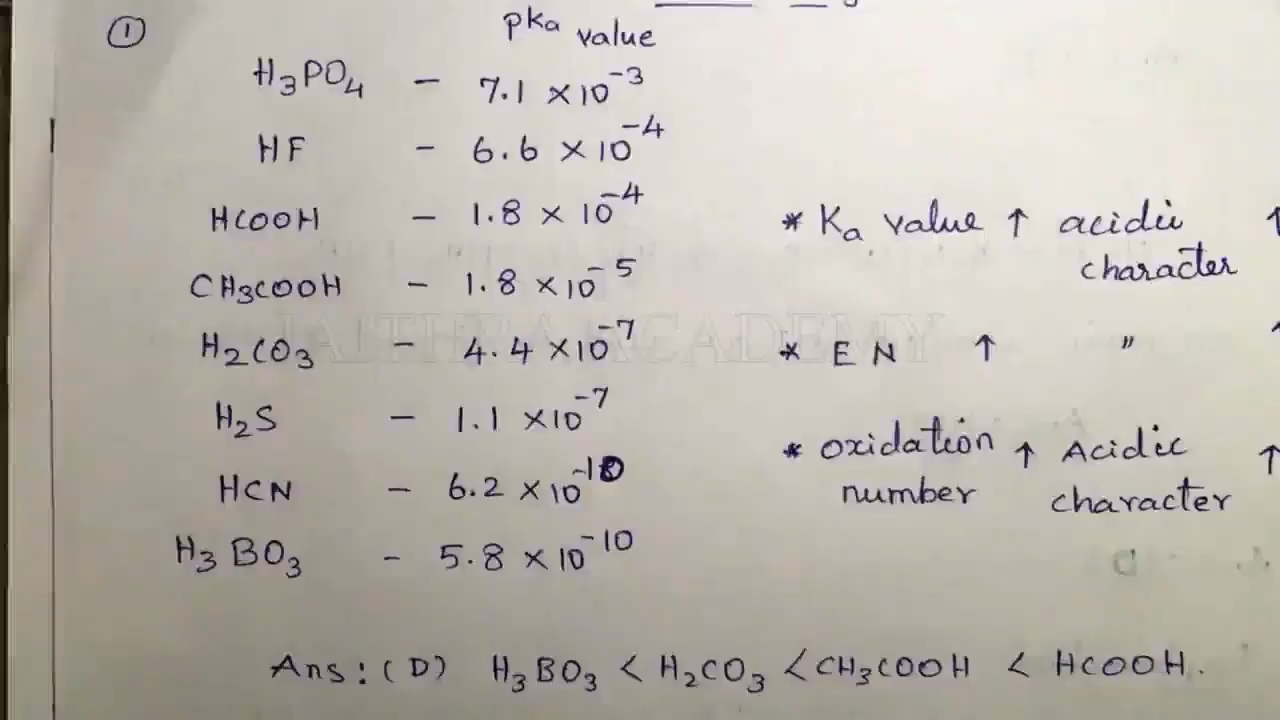 ①
pka value
H₃PO₄ - 7.1 × 10⁻³
HF - 6.6 × 10⁻⁴
HCOOH - 1.8 × 10⁻⁴
* Ka value ↑ acidic ↑
character
CH₃COOH - 1.8 × 10⁻⁵
JAITHRA ACADEMY
H₂CO₃ - 4.4 × 10⁻⁷
* E N ↑ " ↑
H₂S - 1.1 × 10⁻⁷
* Oxidation ↑ Acidic ↑
number character
HCN - 6.2 × 10⁻¹⁰
H₃BO₃ - 5.8 × 10⁻¹⁰
Ans : (D) H₃BO₃ < H₂CO₃ < CH₃COOH < HCOOH.